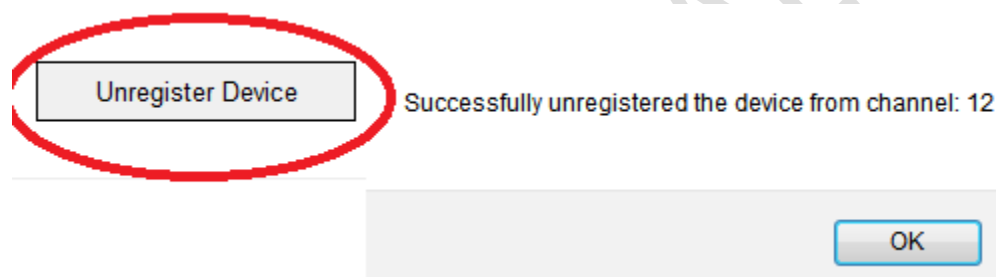 Unregister Device
Successfully unregistered the device from channel: 12
OK